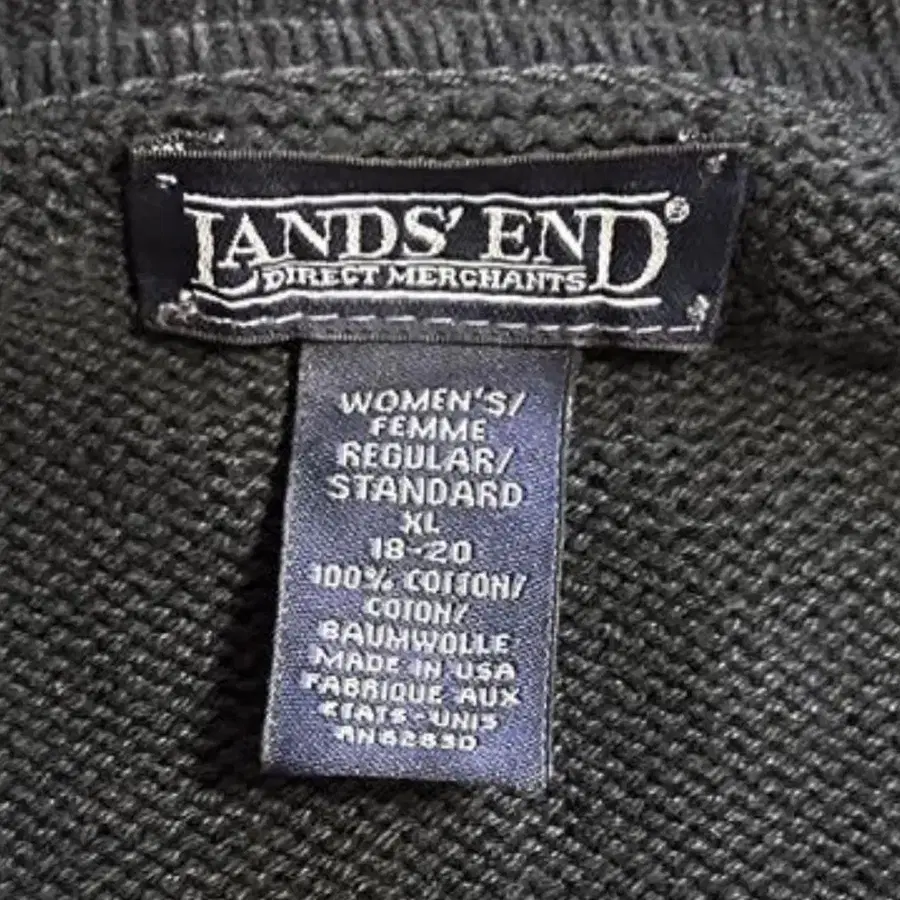 LANDS' END®
DIRECT MERCHANTS
WOMEN'S/
FEMME
REGULAR/
STANDARD
XL
18-20
100% COTTON/
COTON/
BAUMWOLLE
MADE IN USA
FABRIQUE AUX
ETATS-UNIS